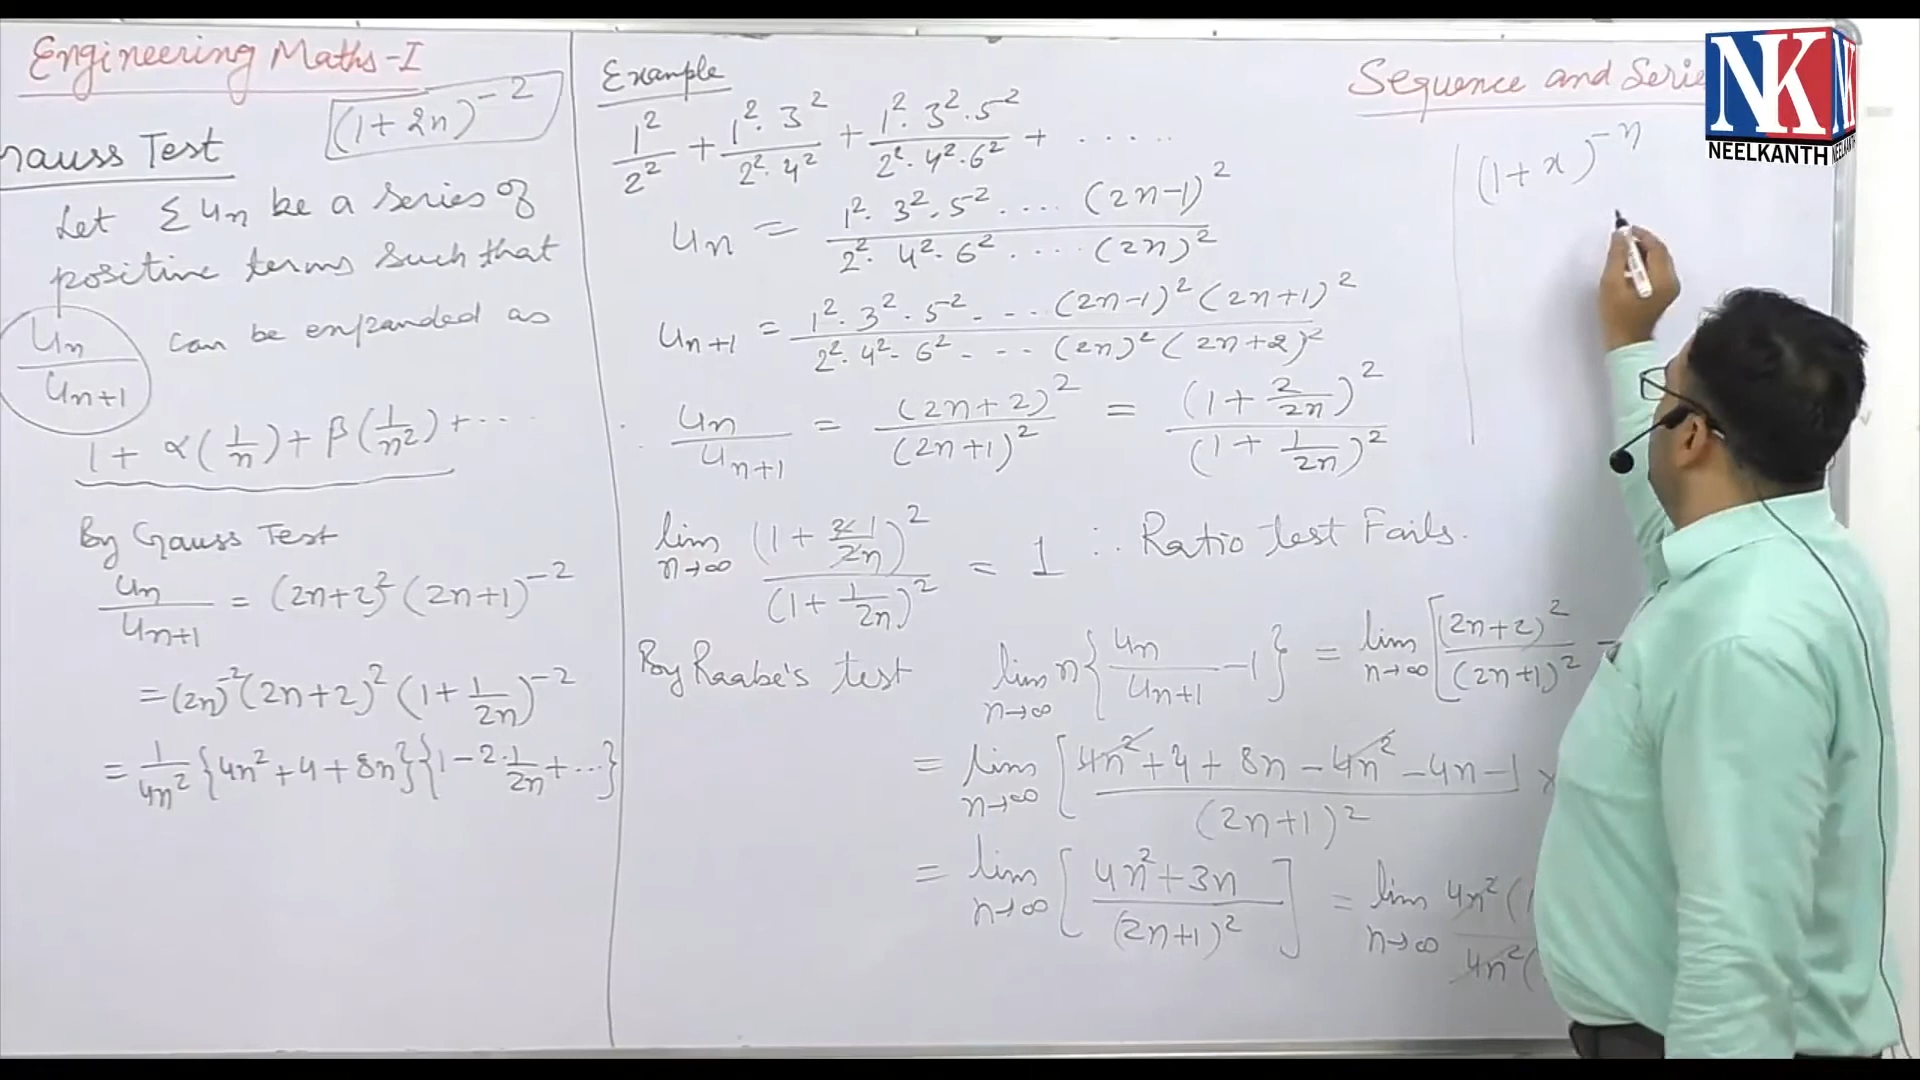 Engineering Maths-I
(1+2n)^-2
Gauss Test
Let Σ un be a series of
positive terms such that
un/un+1 can be expanded as
1 + α(1/n) + β(1/n²) + ...
By Gauss Test
un/un+1 = (2n+2)² (2n+1)^-2
= (2n)^-2 (2n+2)² (1 + 1/2n)^-2
= 1/4n² {4n²+4+8n}{1-2·1/2n+...}
Example
1²/2² + 1²·3²/2²·4² + 1²·3²·5²/2²·4²·6² + .....
un = 1²·3²·5²....(2n-1)²/2²·4²·6²....(2n)²
un+1 = 1²·3²·5²----(2n-1)²(2n+1)²/2²·4²·6²----(2n)²(2n+2)²
∴ un/un+1 = (2n+2)²/(2n+1)² = (1+2/2n)²/(1+1/2n)²
lim n→∞ (1+2/2n)²/(1+1/2n)² = 1 ∴ Ratio test Fails.
By Raabe's test lim n→∞ n{un/un+1 -1} = lim n→∞ [(2n+2)²/(2n+1)² -
= lim n→∞ [4n²+4+8n-4n²-4n-1/(2n+1)² ×
= lim n→∞ [4n²+3n/(2n+1)²] = lim n→∞ 4n²(1/4n²(
Sequence and Serie
(1+x)^-n
NK
NEELKANTH
NK
NEELKANTH